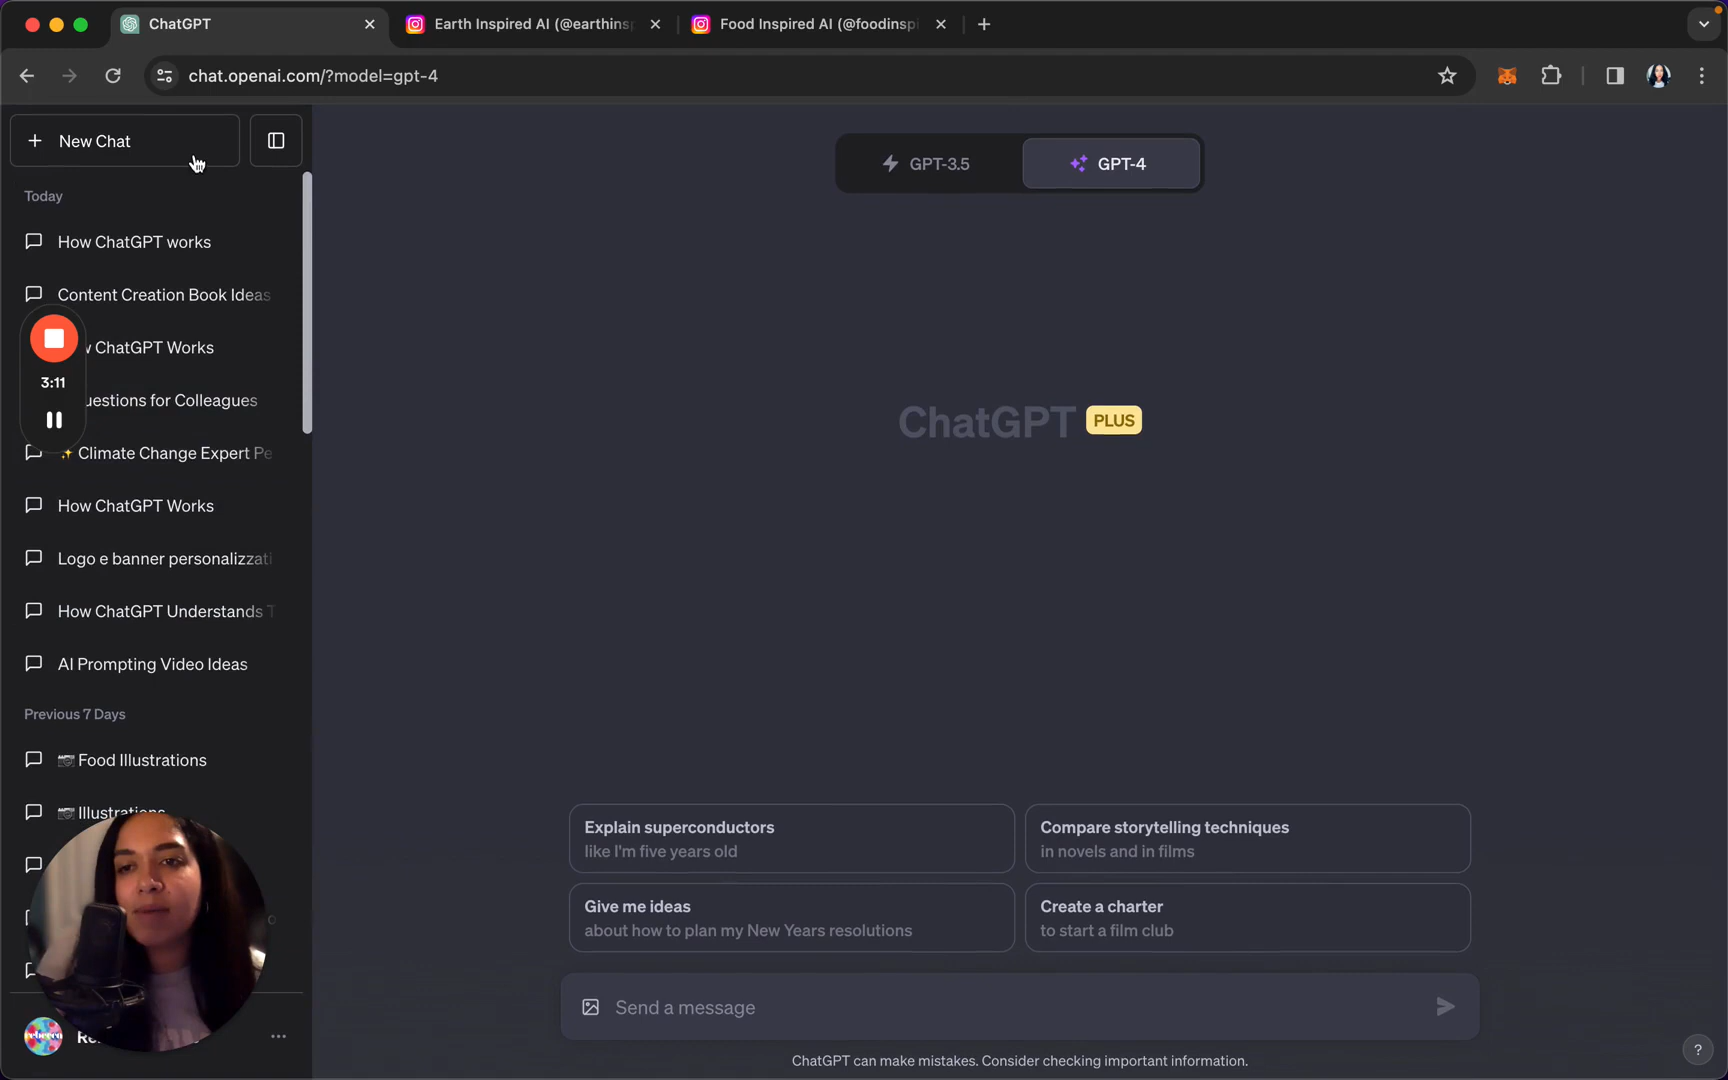 ChatGPT
Earth Inspired AI (@earthins
Food Inspired AI (@foodinspi
chat.openai.com/?model=gpt-4
New Chat
GPT-3.5
GPT-4
Today
How ChatGPT works
Content Creation Book Ideas
ChatGPT Works
3:11
uestions for Colleagues
✨ Climate Change Expert Pe
How ChatGPT Works
Logo e banner personalizzati
How ChatGPT Understands T
AI Prompting Video Ideas
Previous 7 Days
📷 Food Illustrations
📷 Illustrations
ChatGPT PLUS
Explain superconductors
like I'm five years old
Compare storytelling techniques
in novels and in films
Give me ideas
about how to plan my New Years resolutions
Create a charter
to start a film club
Send a message
ChatGPT can make mistakes. Consider checking important information.
?